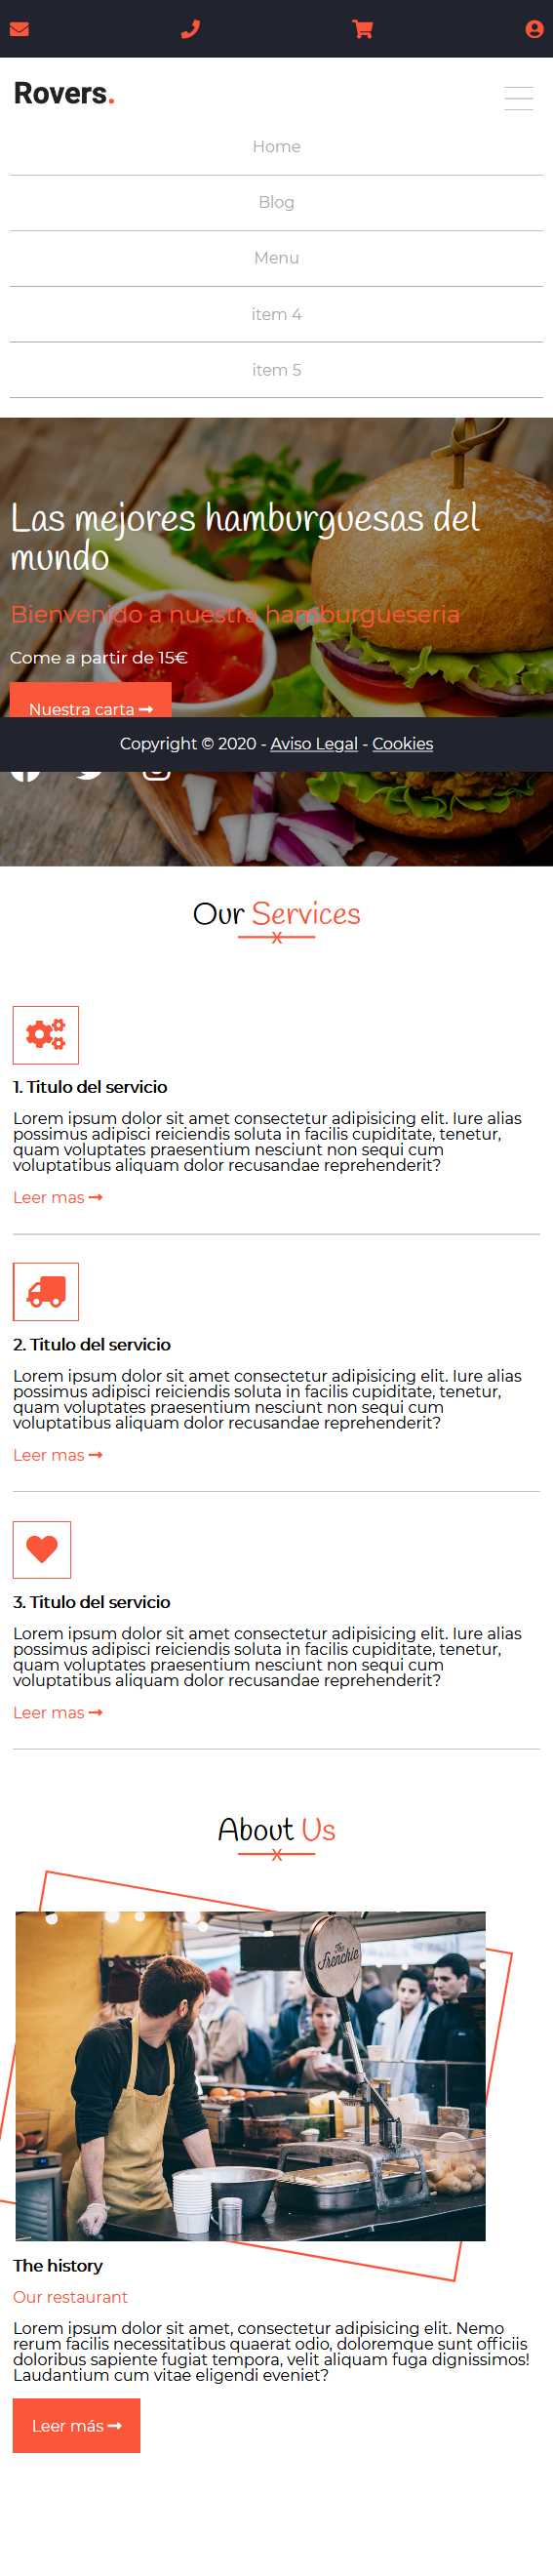 Rovers.
Home
Blog
Menu
item 4
item 5
Las mejores hamburguesas del
mundo
Bienvenido a nuestra hamburgueseria
Come a partir de 15€
Nuestra carta
Copyright © 2020 - Aviso Legal - Cookies
Our Services
x
1. Titulo del servicio
Lorem ipsum dolor sit amet consectetur adipisicing elit. Iure alias
possimus adipisci reiciendis soluta in facilis cupiditate, tenetur,
quam voluptates praesentium nesciunt non sequi cum
voluptatibus aliquam dolor recusandae reprehenderit?
Leer mas
2. Titulo del servicio
Lorem ipsum dolor sit amet consectetur adipisicing elit. Iure alias
possimus adipisci reiciendis soluta in facilis cupiditate, tenetur,
quam voluptates praesentium nesciunt non sequi cum
voluptatibus aliquam dolor recusandae reprehenderit?
Leer mas
3. Titulo del servicio
Lorem ipsum dolor sit amet consectetur adipisicing elit. Iure alias
possimus adipisci reiciendis soluta in facilis cupiditate, tenetur,
quam voluptates praesentium nesciunt non sequi cum
voluptatibus aliquam dolor recusandae reprehenderit?
Leer mas
About Us
x
The
Frenchie
The history
Our restaurant
Lorem ipsum dolor sit amet, consectetur adipisicing elit. Nemo
rerum facilis necessitatibus quaerat odio, doloremque sunt officiis
doloribus sapiente fugiat tempora, velit aliquam fuga dignissimos!
Laudantium cum vitae eligendi eveniet?
Leer más